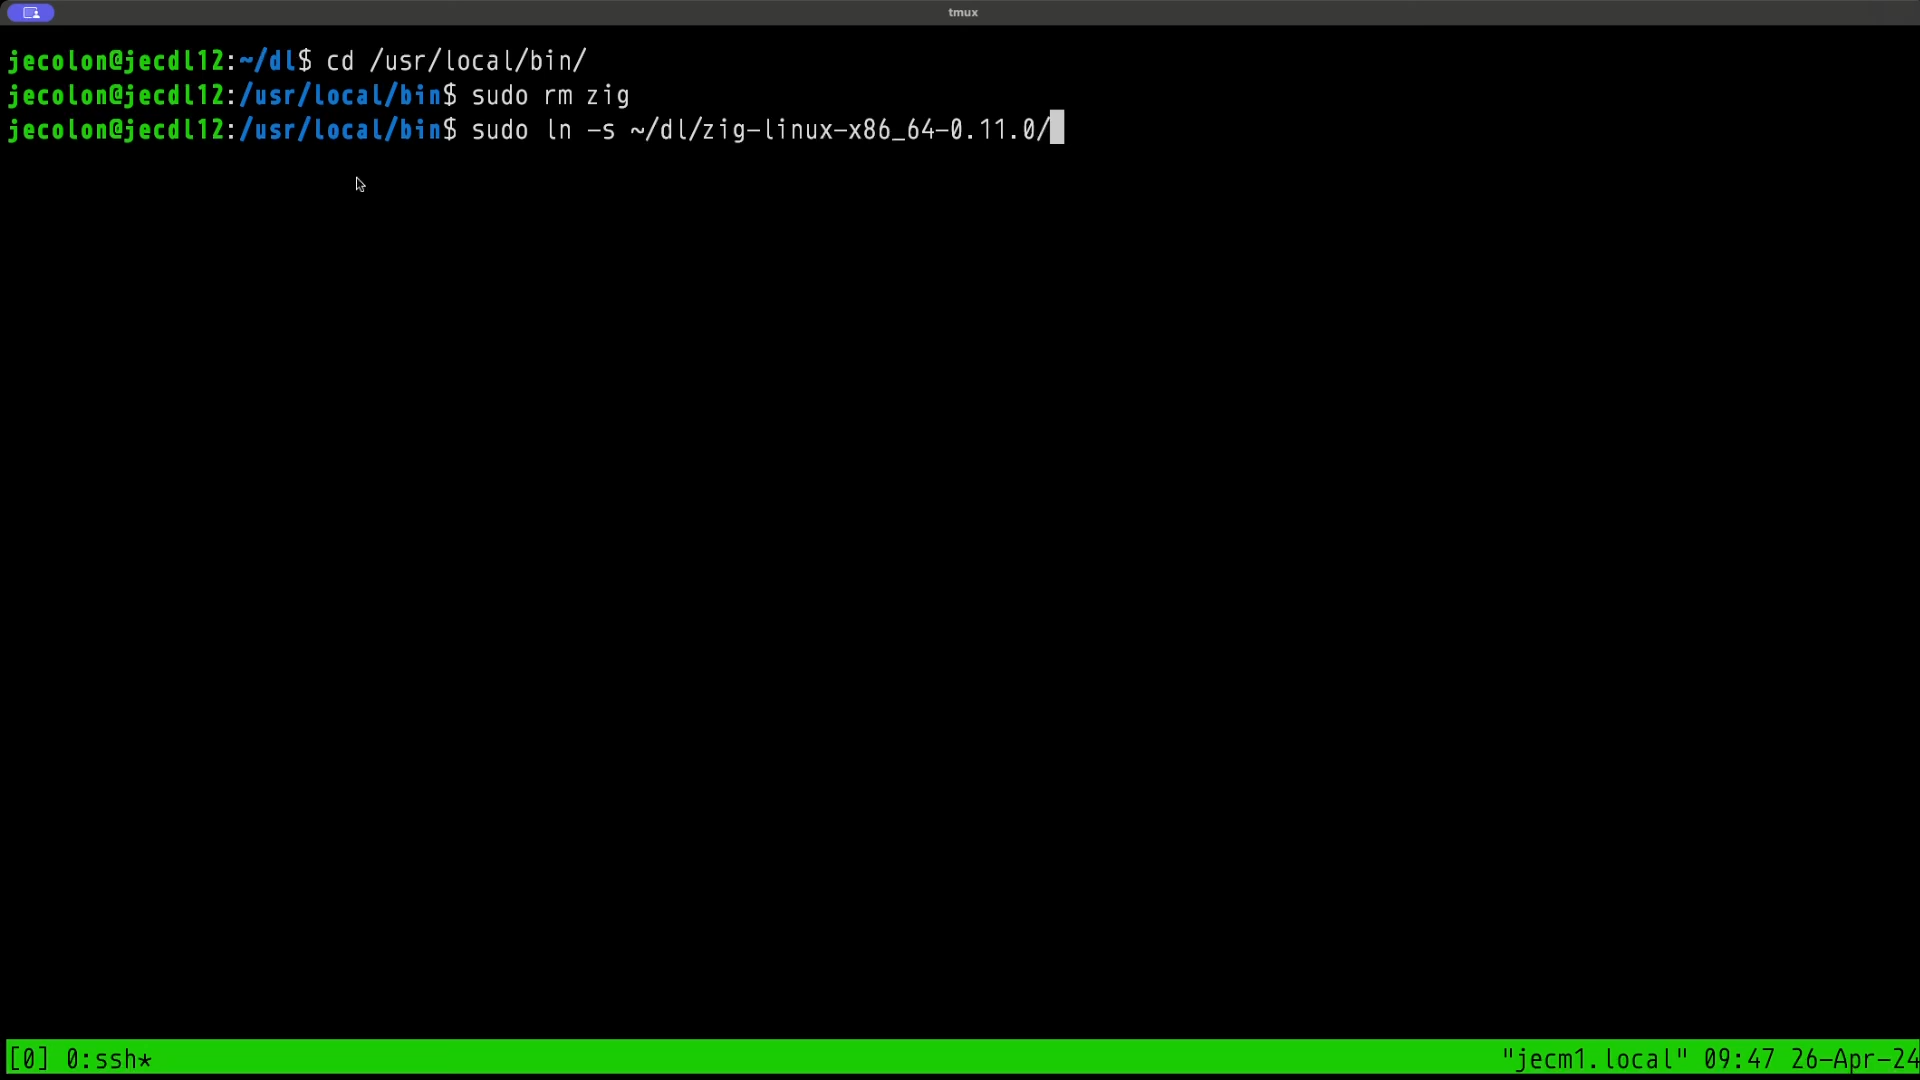 tmux
jecolon@jecdl12:~/dl$ cd /usr/local/bin/
jecolon@jecdl12:/usr/local/bin$ sudo rm zig
jecolon@jecdl12:/usr/local/bin$ sudo ln -s ~/dl/zig-linux-x86_64-0.11.0/
[0] 0:ssh* "jecm1.local" 09:47 26-Apr-24